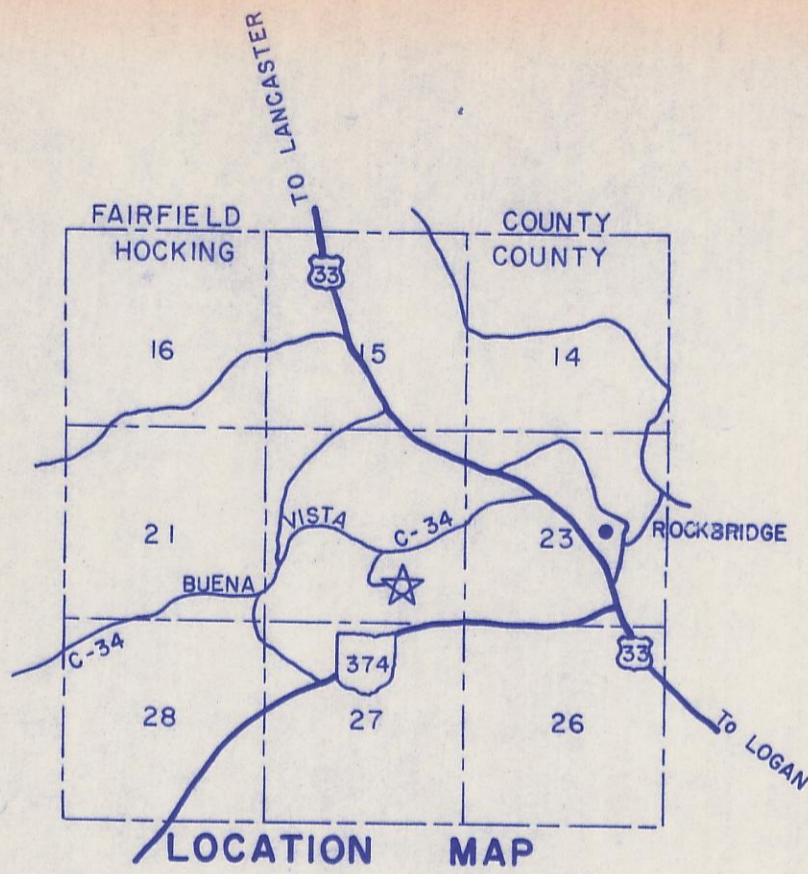 TO LANCASTER
FAIRFIELD COUNTY
HOCKING COUNTY
33
16 15 14
VISTA C-34
21 23 ROCKBRIDGE
BUENA
C-34
374 33
28 27 26
To LOGAN
LOCATION MAP